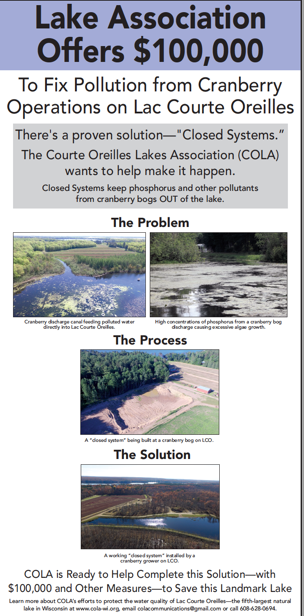 Lake Association
Offers $100,000
To Fix Pollution from Cranberry
Operations on Lac Courte Oreilles
There's a proven solution—"Closed Systems.”
The Courte Oreilles Lakes Association (COLA)
wants to help make it happen.
Closed Systems keep phosphorus and other pollutants
from cranberry bogs OUT of the lake.
The Problem
Cranberry discharge canal feeding polluted water
directly into Lac Courte Oreilles.
High concentrations of phosphorus from a cranberry bog
discharge causing excessive algae growth.
The Process
A "closed system" being built at a cranberry bog on LCO.
The Solution
A working "closed system" installed by a
cranberry grower on LCO.
COLA is Ready to Help Complete this Solution—with
$100,000 and Other Measures—to Save this Landmark Lake
Learn more about COLA's efforts to protect the water quality of Lac Courte Oreilles—the fifth-largest natural
lake in Wisconsin at www.cola-wi.org, email colacommunications@gmail.com or call 608-628-0694.